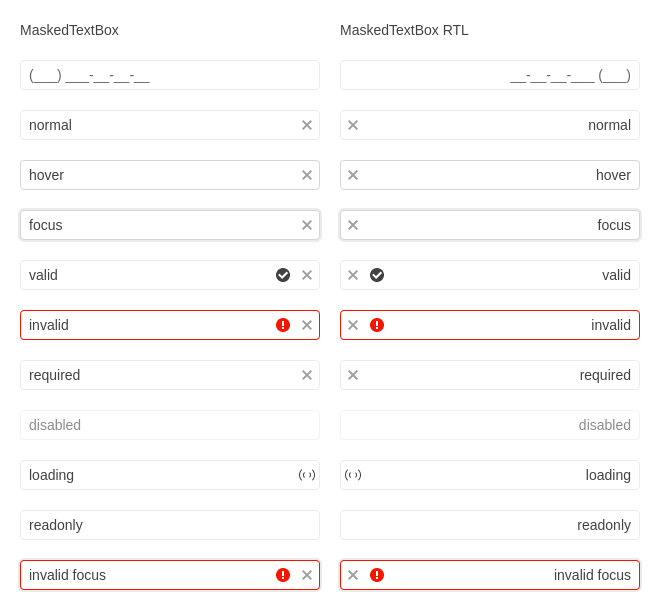 MaskedTextBox
(___) ___-__-__-__
normal
hover
focus
valid
invalid
required
disabled
loading
readonly
invalid focus
MaskedTextBox RTL
__-__-__-___ (___)
normal
hover
focus
valid
invalid
required
disabled
loading
readonly
invalid focus